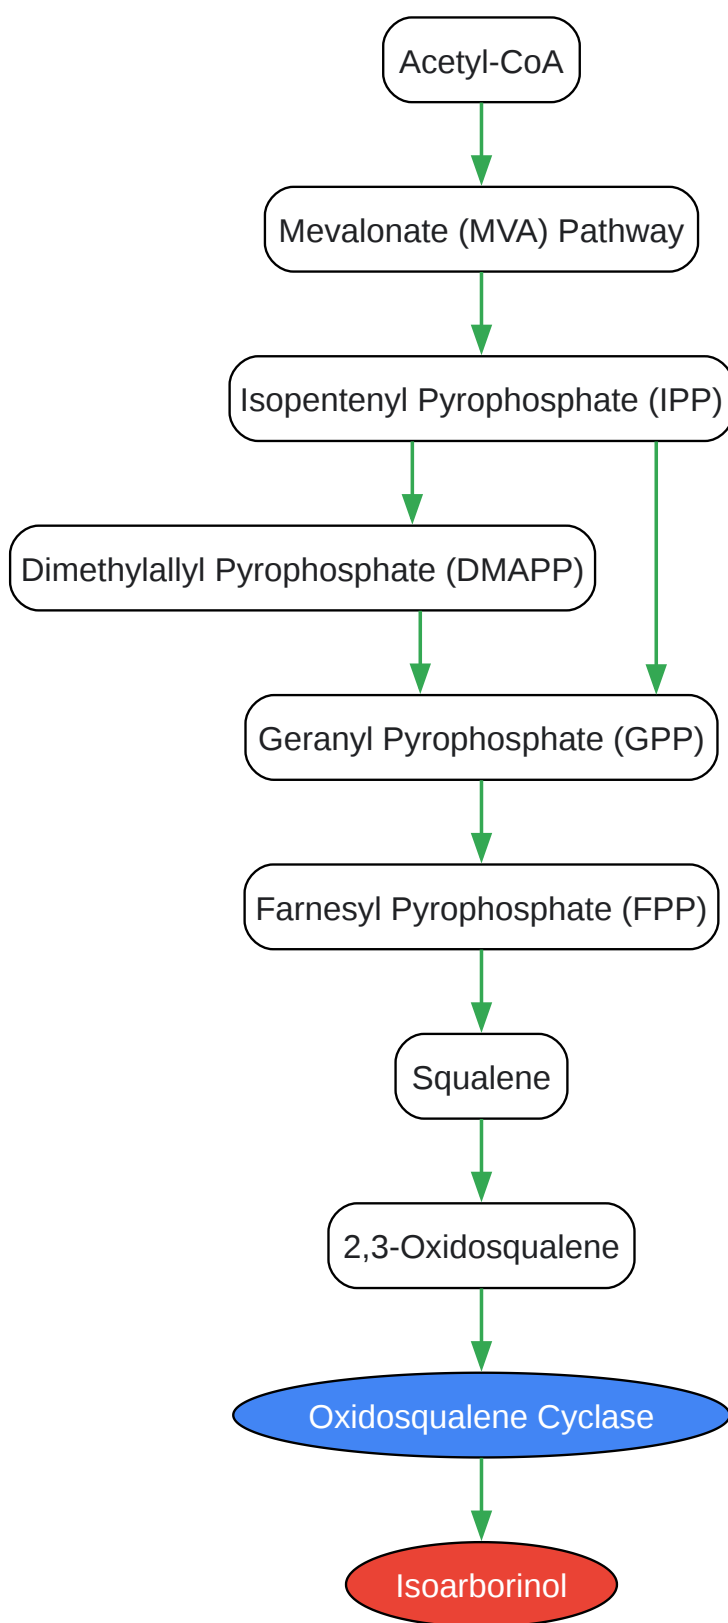 Acetyl-CoA
Mevalonate (MVA) Pathway
Isopentenyl Pyrophosphate (IPP)
Dimethylallyl Pyrophosphate (DMAPP)
Geranyl Pyrophosphate (GPP)
Farnesyl Pyrophosphate (FPP)
Squalene
2,3-Oxidosqualene
Oxidosqualene Cyclase
Isoarborinol